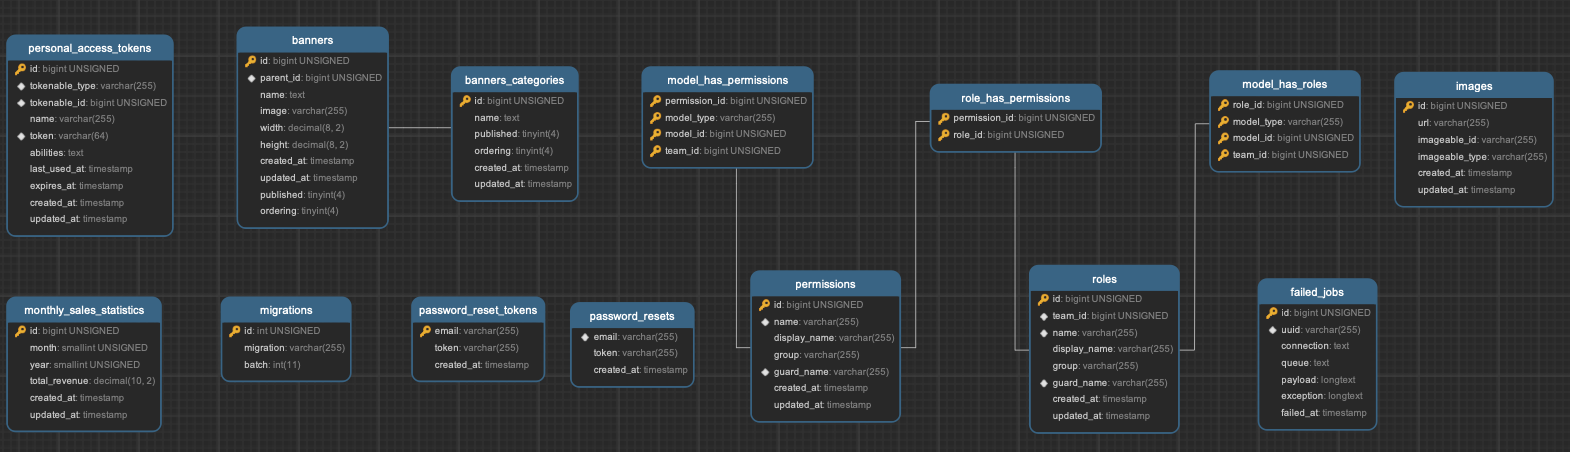 personal_access_tokens
id: bigint UNSIGNED
tokenable_type: varchar(255)
tokenable_id: bigint UNSIGNED
name: varchar(255)
token: varchar(64)
abilities: text
last_used_at: timestamp
expires_at: timestamp
created_at: timestamp
updated_at: timestamp
banners
id: bigint UNSIGNED
parent_id: bigint UNSIGNED
name: text
image: varchar(255)
width: decimal(8, 2)
height: decimal(8, 2)
created_at: timestamp
updated_at: timestamp
published: tinyint(4)
ordering: tinyint(4)
banners_categories
id: bigint UNSIGNED
name: text
published: tinyint(4)
ordering: tinyint(4)
created_at: timestamp
updated_at: timestamp
model_has_permissions
permission_id: bigint UNSIGNED
model_type: varchar(255)
model_id: bigint UNSIGNED
team_id: bigint UNSIGNED
role_has_permissions
permission_id: bigint UNSIGNED
role_id: bigint UNSIGNED
model_has_roles
role_id: bigint UNSIGNED
model_type: varchar(255)
model_id: bigint UNSIGNED
team_id: bigint UNSIGNED
images
id: bigint UNSIGNED
url: varchar(255)
imageable_id: varchar(255)
imageable_type: varchar(255)
created_at: timestamp
updated_at: timestamp
monthly_sales_statistics
id: bigint UNSIGNED
month: smallint UNSIGNED
year: smallint UNSIGNED
total_revenue: decimal(10, 2)
created_at: timestamp
updated_at: timestamp
migrations
id: int UNSIGNED
migration: varchar(255)
batch: int(11)
password_reset_tokens
email: varchar(255)
token: varchar(255)
created_at: timestamp
password_resets
email: varchar(255)
token: varchar(255)
created_at: timestamp
permissions
id: bigint UNSIGNED
name: varchar(255)
display_name: varchar(255)
group: varchar(255)
guard_name: varchar(255)
created_at: timestamp
updated_at: timestamp
roles
id: bigint UNSIGNED
team_id: bigint UNSIGNED
name: varchar(255)
display_name: varchar(255)
group: varchar(255)
guard_name: varchar(255)
created_at: timestamp
updated_at: timestamp
failed_jobs
id: bigint UNSIGNED
uuid: varchar(255)
connection: text
queue: text
payload: longtext
exception: longtext
failed_at: timestamp